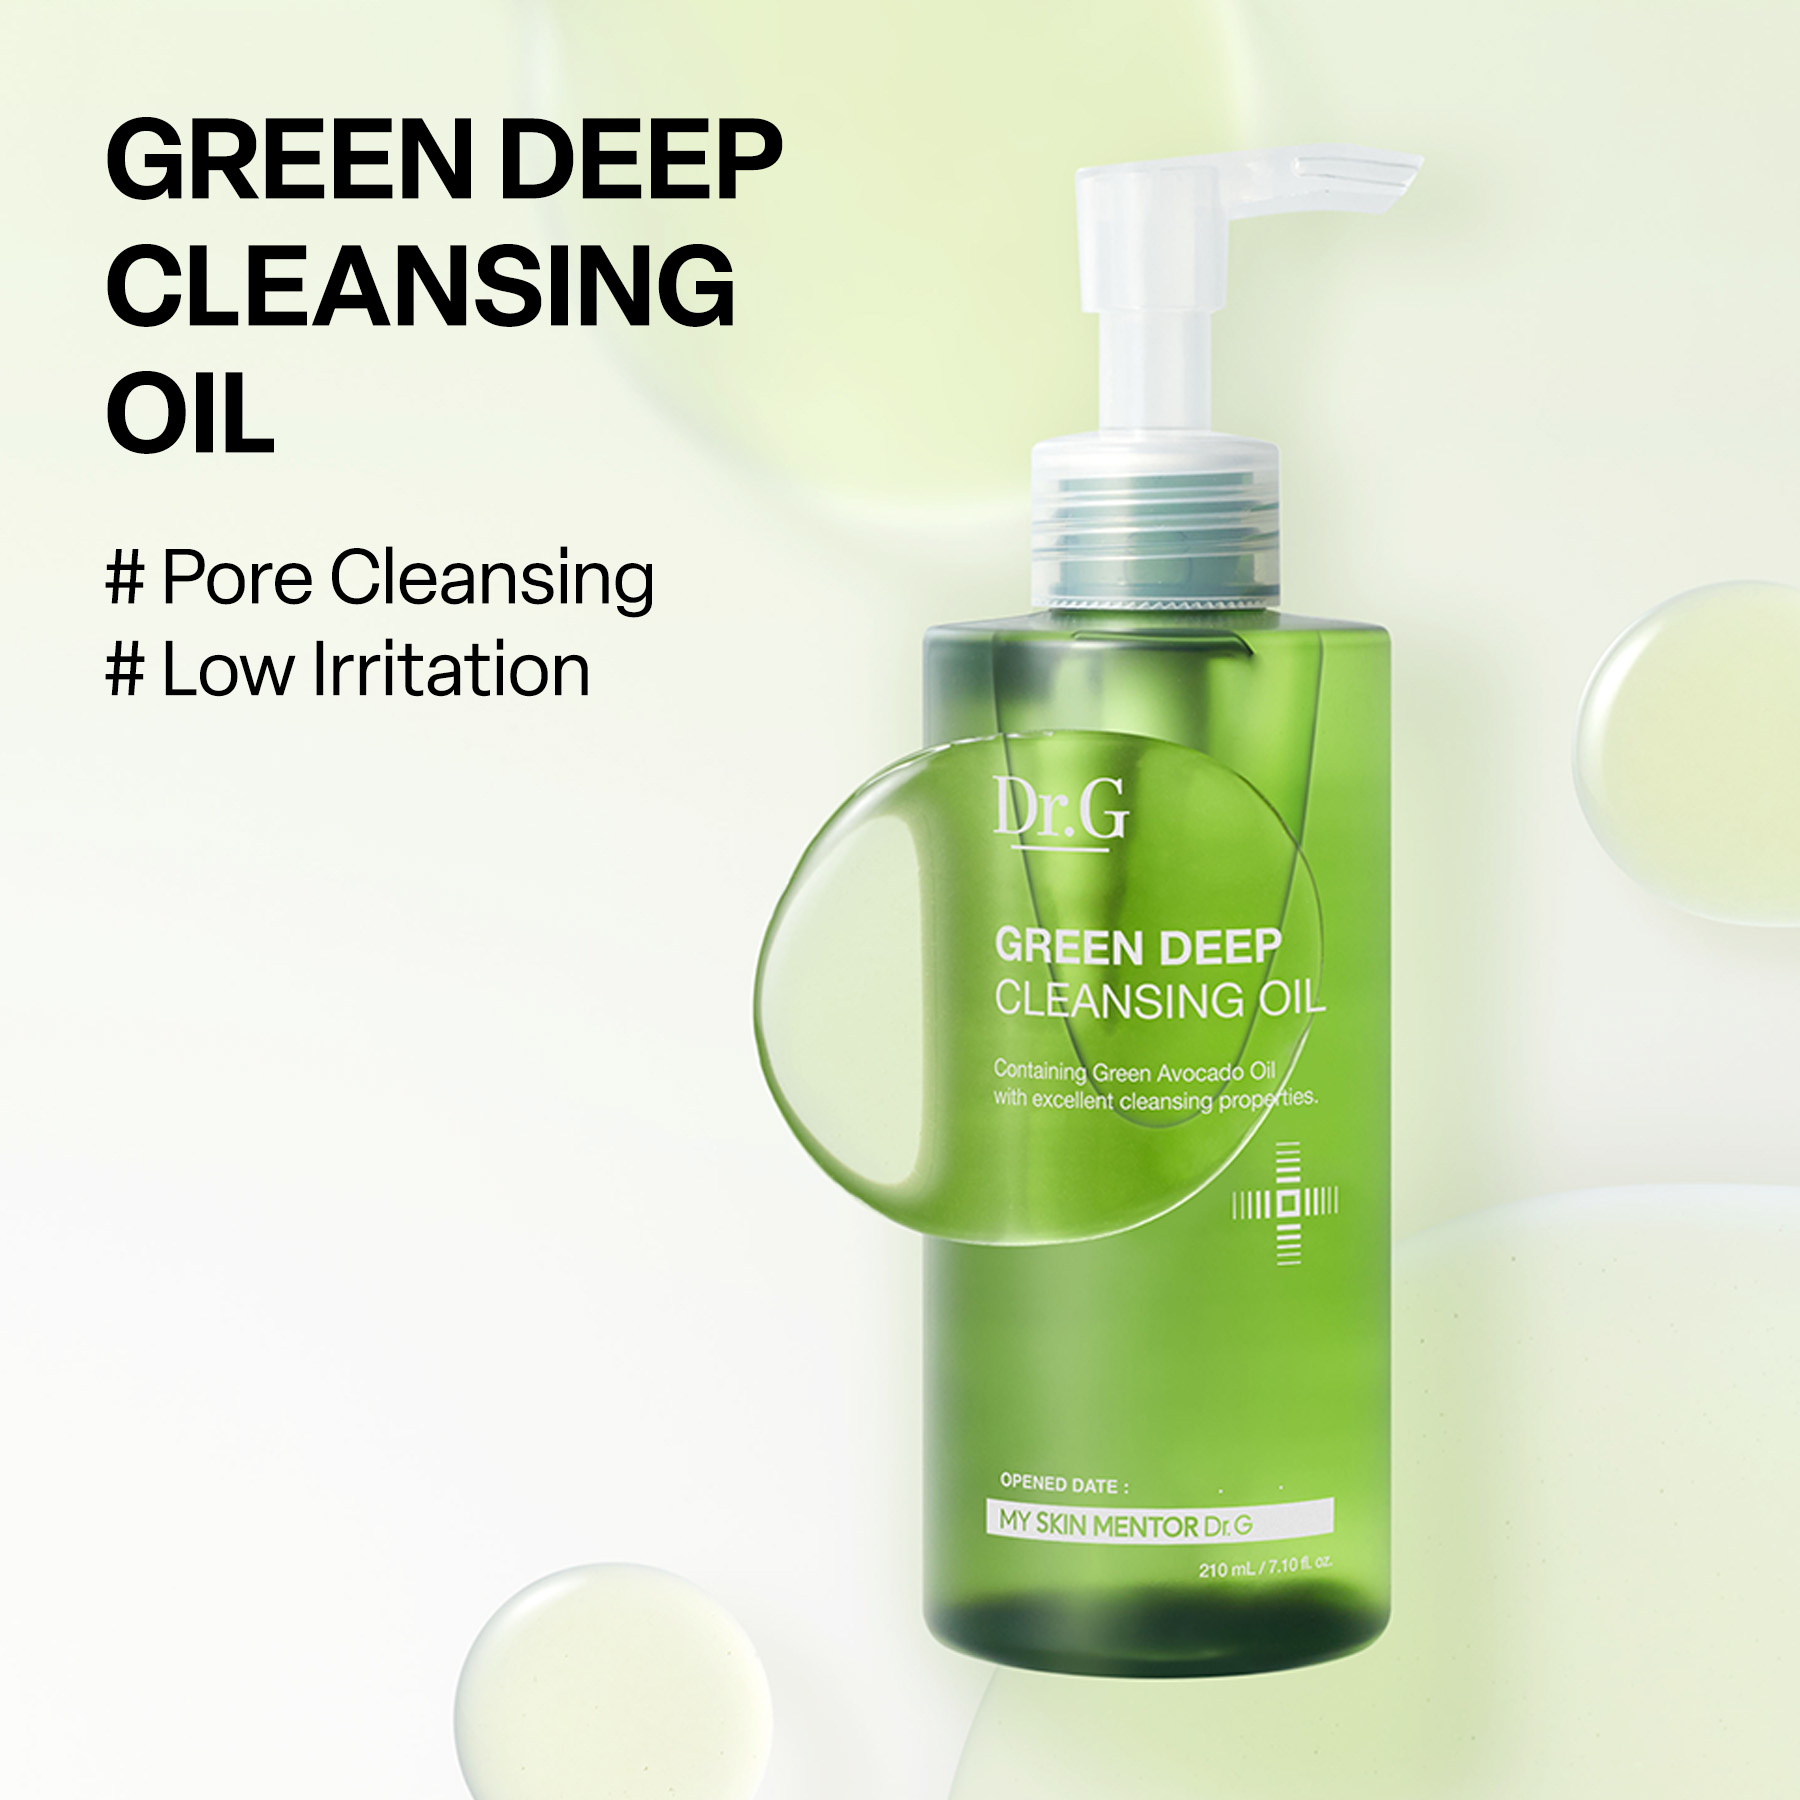 GREEN DEEP
CLEANSING
OIL
# Pore Cleansing
# Low Irritation
Dr.G
GREEN DEEP
CLEANSING OIL
Containing Green Avocado Oil
with excellent cleansing properties.
OPENED DATE : . .
MY SKIN MENTOR Dr.G
210 mL / 7.10 fl. oz.